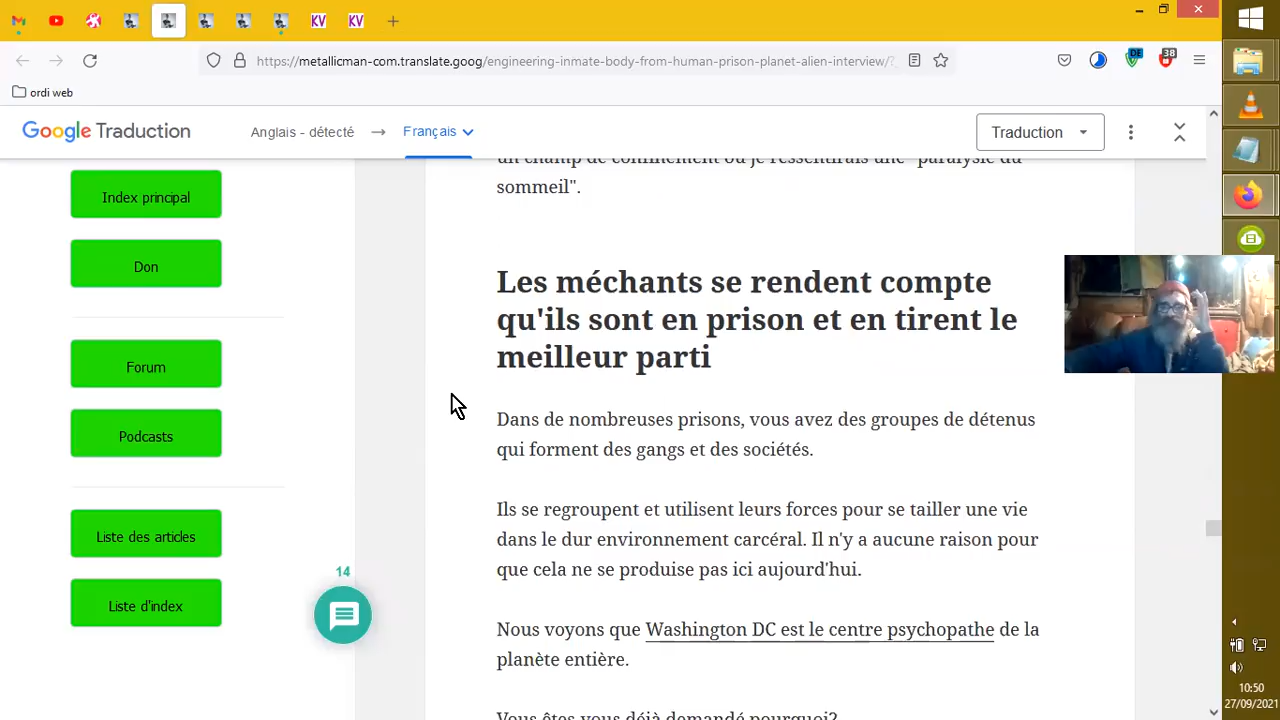 KV
KV
https://metallicman-com.translate.goog/engineering-inmate-body-from-human-prison-planet-alien-interview/?
DE
38
ordi web
Google Traduction
Anglais - détecté
Français
Traduction
un champ de confinement où je ressentirais une "paralysie du
sommeil".
Index principal
Don
Forum
Podcasts
Liste des articles
Liste d'index
14
Les méchants se rendent compte
qu'ils sont en prison et en tirent le
meilleur parti
Dans de nombreuses prisons, vous avez des groupes de détenus
qui forment des gangs et des sociétés.
Ils se regroupent et utilisent leurs forces pour se tailler une vie
dans le dur environnement carcéral. Il n'y a aucune raison pour
que cela ne se produise pas ici aujourd'hui.
Nous voyons que Washington DC est le centre psychopathe de la
planète entière.
Vous êtes-vous déjà demandé pourquoi?
10:50
27/09/2021